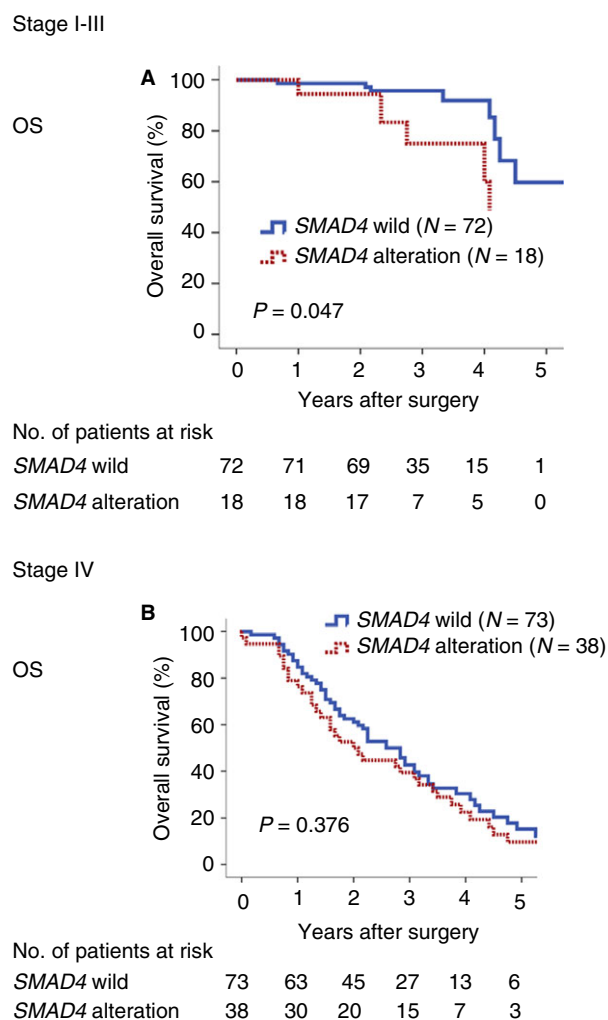 Stage I-III
A
OS
Overall survival (%)
100
80
60
40
20
0
SMAD4 wild (N = 72)
SMAD4 alteration (N = 18)
P = 0.047
0 1 2 3 4 5
Years after surgery
No. of patients at risk
SMAD4 wild 72 71 69 35 15 1
SMAD4 alteration 18 18 17 7 5 0
Stage IV
B
OS
Overall survival (%)
100
80
60
40
20
0
SMAD4 wild (N = 73)
SMAD4 alteration (N = 38)
P = 0.376
0 1 2 3 4 5
Years after surgery
No. of patients at risk
SMAD4 wild 73 63 45 27 13 6
SMAD4 alteration 38 30 20 15 7 3